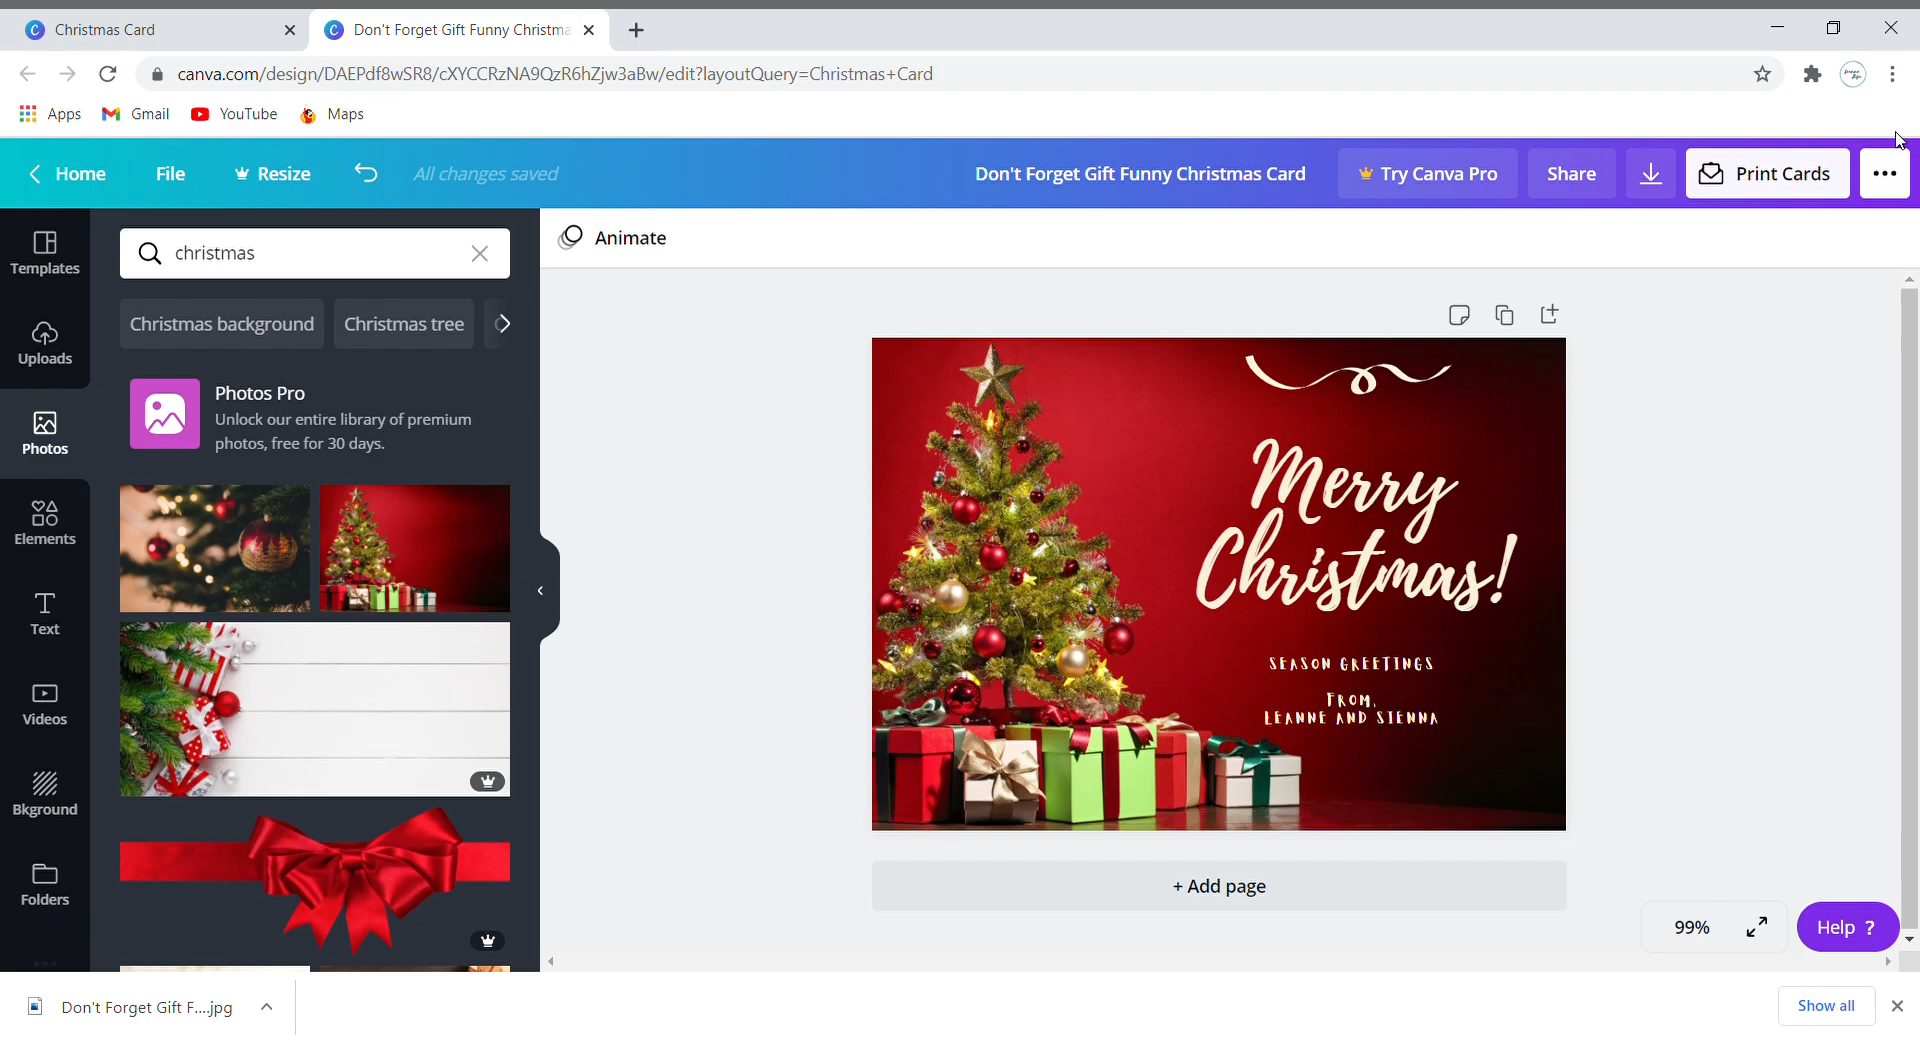 Christmas Card
Don't Forget Gift Funny Christma
canva.com/design/DAEPdf8wSR8/cXYCCRzNA9QzR6hZjw3aBw/edit?layoutQuery=Christmas+Card
Apps Gmail YouTube Maps
Home File Resize All changes saved Don't Forget Gift Funny Christmas Card Try Canva Pro Share Print Cards
Templates
Uploads
Photos
Elements
Text
Videos
Bkground
Folders
christmas
Christmas background Christmas tree
Photos Pro
Unlock our entire library of premium
photos, free for 30 days.
Animate
Merry
Christmas!
SEASON GREETINGS
FROM,
LEANNE AND SIENNA
+ Add page
99%
Help ?
Don't Forget Gift F....jpg
Show all